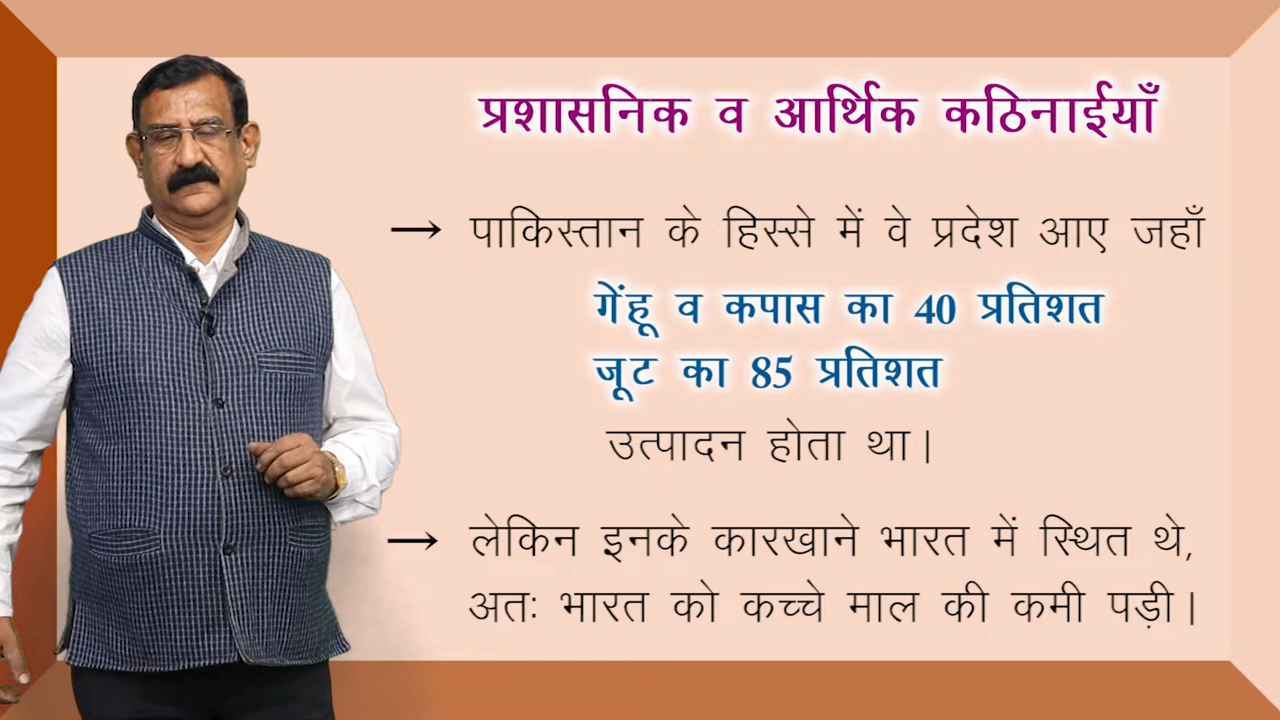 प्रशासनिक व आर्थिक कठिनाईयाँ
→ पाकिस्तान के हिस्से में वे प्रदेश आए जहाँ
गेंहू व कपास का 40 प्रतिशत
जूट का 85 प्रतिशत
उत्पादन होता था।
→ लेकिन इनके कारखाने भारत में स्थित थे,
अतः भारत को कच्चे माल की कमी पड़ी।